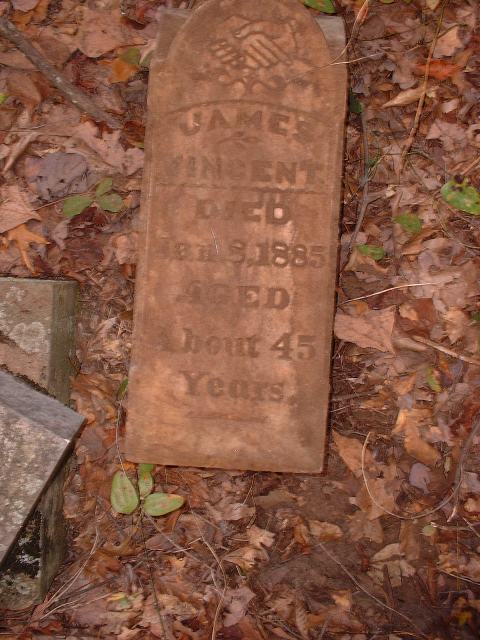 JAMES
VINCENT
DIED
Jan 8, 1885
AGED
About 45
Years.